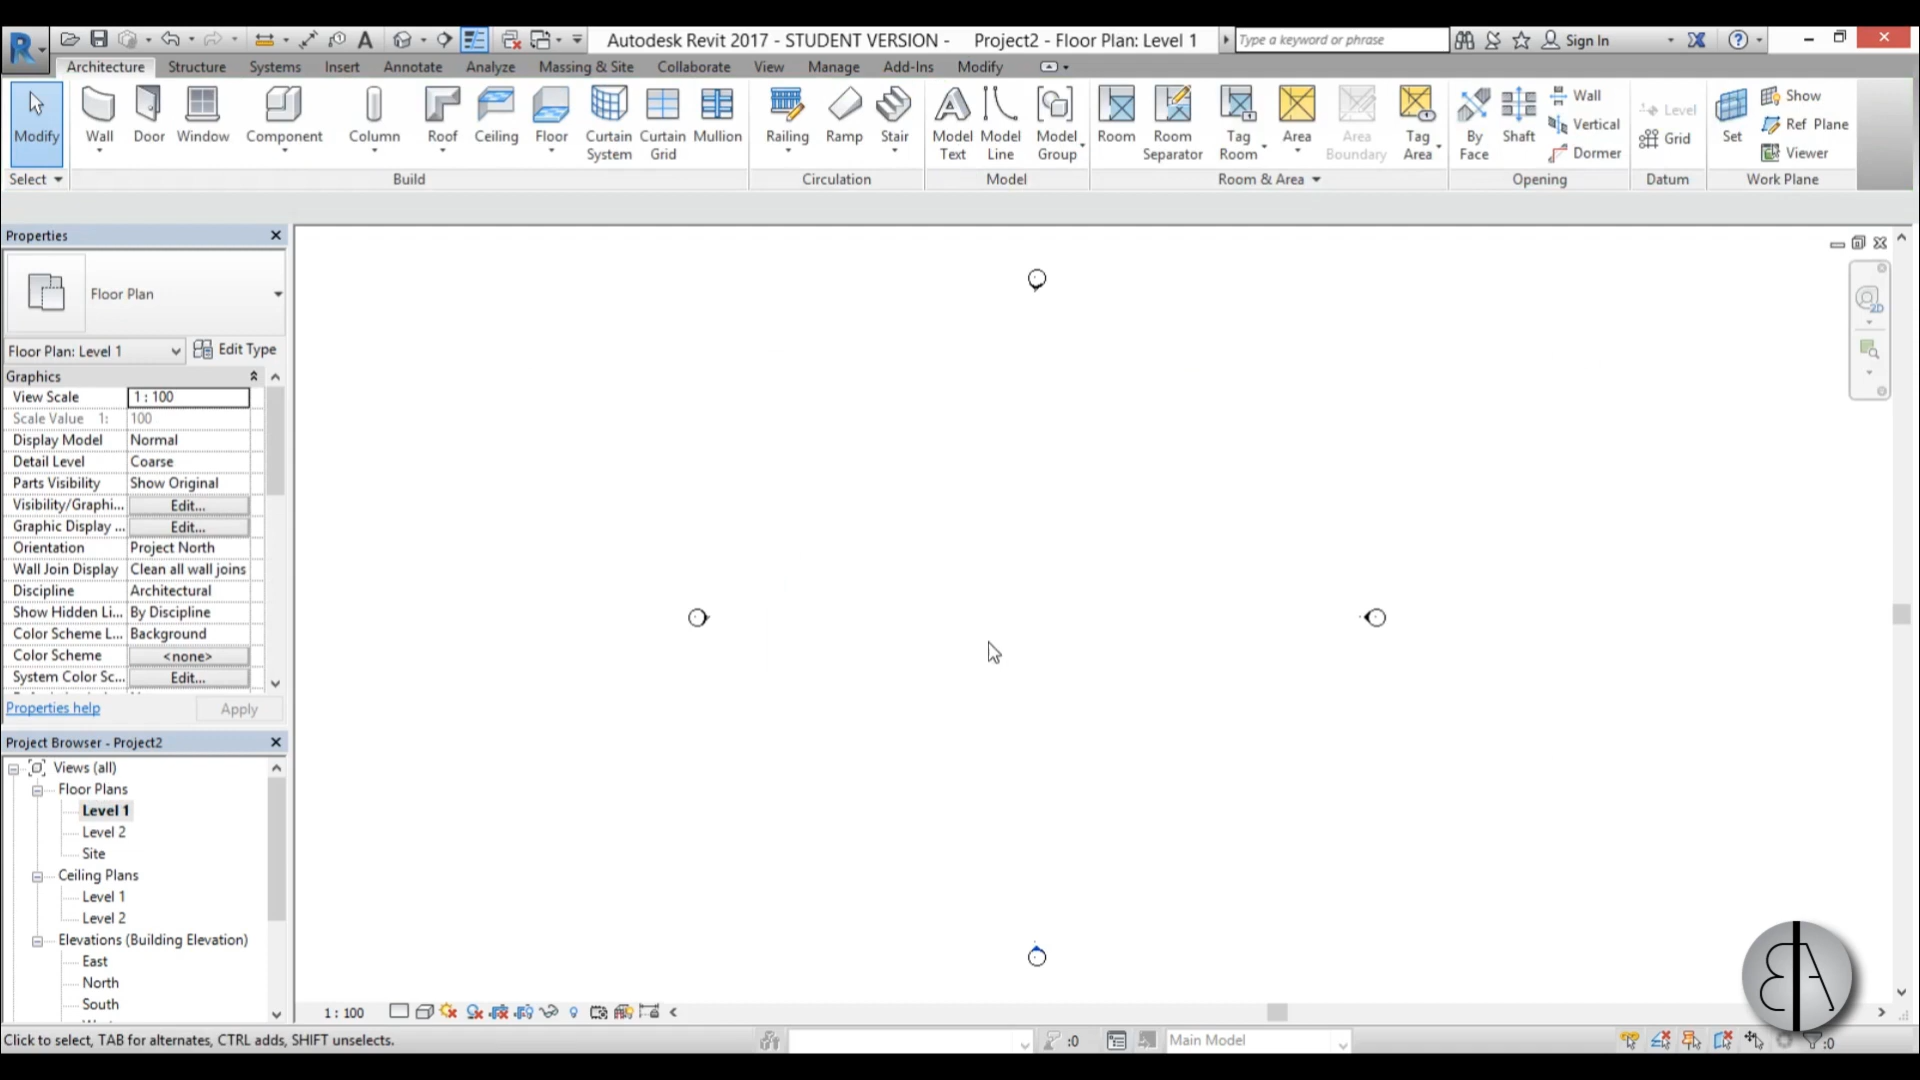 Autodesk Revit 2017 - STUDENT VERSION - Project2 - Floor Plan: Level 1
Type a keyword or phrase
Sign In
Architecture Structure Systems Insert Annotate Analyze Massing & Site Collaborate View Manage Add-Ins Modify
Modify
Wall
Door
Window
Component
Column
Roof
Ceiling
Floor
Curtain System
Curtain Grid
Mullion
Railing
Ramp
Stair
Model Text
Model Line
Model Group
Room
Room Separator
Tag Room
Area
Area Boundary
Tag Area
By Face
Shaft
Wall
Vertical
Dormer
Level
Grid
Set
Show
Ref Plane
Viewer
Select Build Circulation Model Room & Area Opening Datum Work Plane
Properties
Floor Plan
Floor Plan: Level 1 Edit Type
Graphics
View Scale 1 : 100
Scale Value 1: 100
Display Model Normal
Detail Level Coarse
Parts Visibility Show Original
Visibility/Graphi... Edit...
Graphic Display ... Edit...
Orientation Project North
Wall Join Display Clean all wall joins
Discipline Architectural
Show Hidden Li... By Discipline
Color Scheme L... Background
Color Scheme <none>
System Color Sc... Edit...
Properties help Apply
Project Browser - Project2
Views (all)
Floor Plans
Level 1
Level 2
Site
Ceiling Plans
Level 1
Level 2
Elevations (Building Elevation)
East
North
South
2D
1 : 100
Click to select, TAB for alternates, CTRL adds, SHIFT unselects.
:0
Main Model
:0